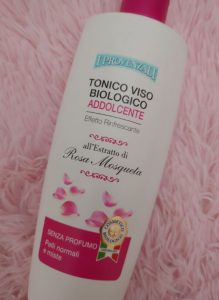 I PROVENZALI
TONICO VISO
BIOLOGICO
ADDOLCENTE
Effetto Rinfrescante
all'Estratto di
Rosa Mosqueta
SENZA PROFUMO
Pelli normali
e miste